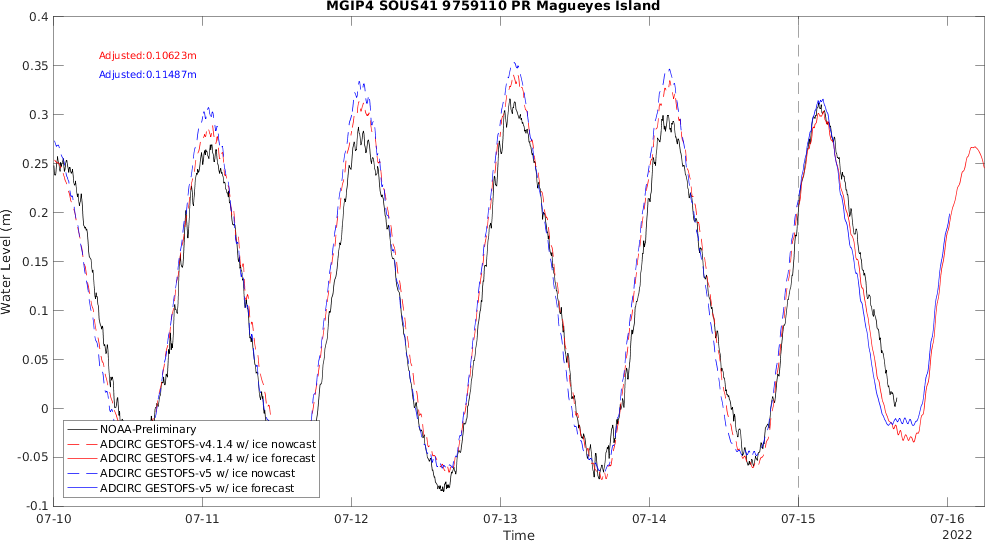 MGIP4 SOUS41 9759110 PR Magueyes Island
0.4
0.35
0.3
0.25
0.2
0.15
0.1
0.05
0
-0.05
-0.1
Water Level (m)
Adjusted:0.10623m
Adjusted:0.11487m
NOAA-Preliminary
ADCIRC GESTOFS-v4.1.4 w/ ice nowcast
ADCIRC GESTOFS-v4.1.4 w/ ice forecast
ADCIRC GESTOFS-v5 w/ ice nowcast
ADCIRC GESTOFS-v5 w/ ice forecast
07-10 07-11 07-12 07-13 07-14 07-15 07-16
Time
2022